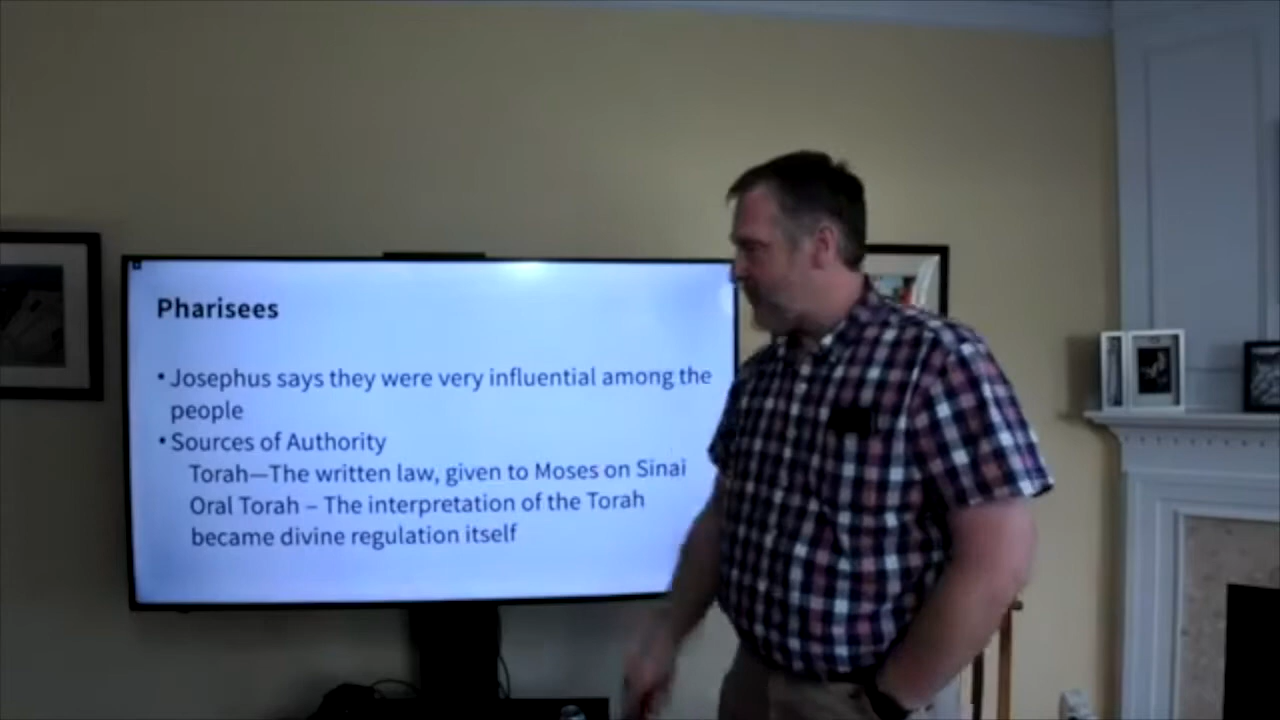 Pharisees
• Josephus says they were very influential among the
people
• Sources of Authority
Torah—The written law, given to Moses on Sinai
Oral Torah – The interpretation of the Torah
became divine regulation itself